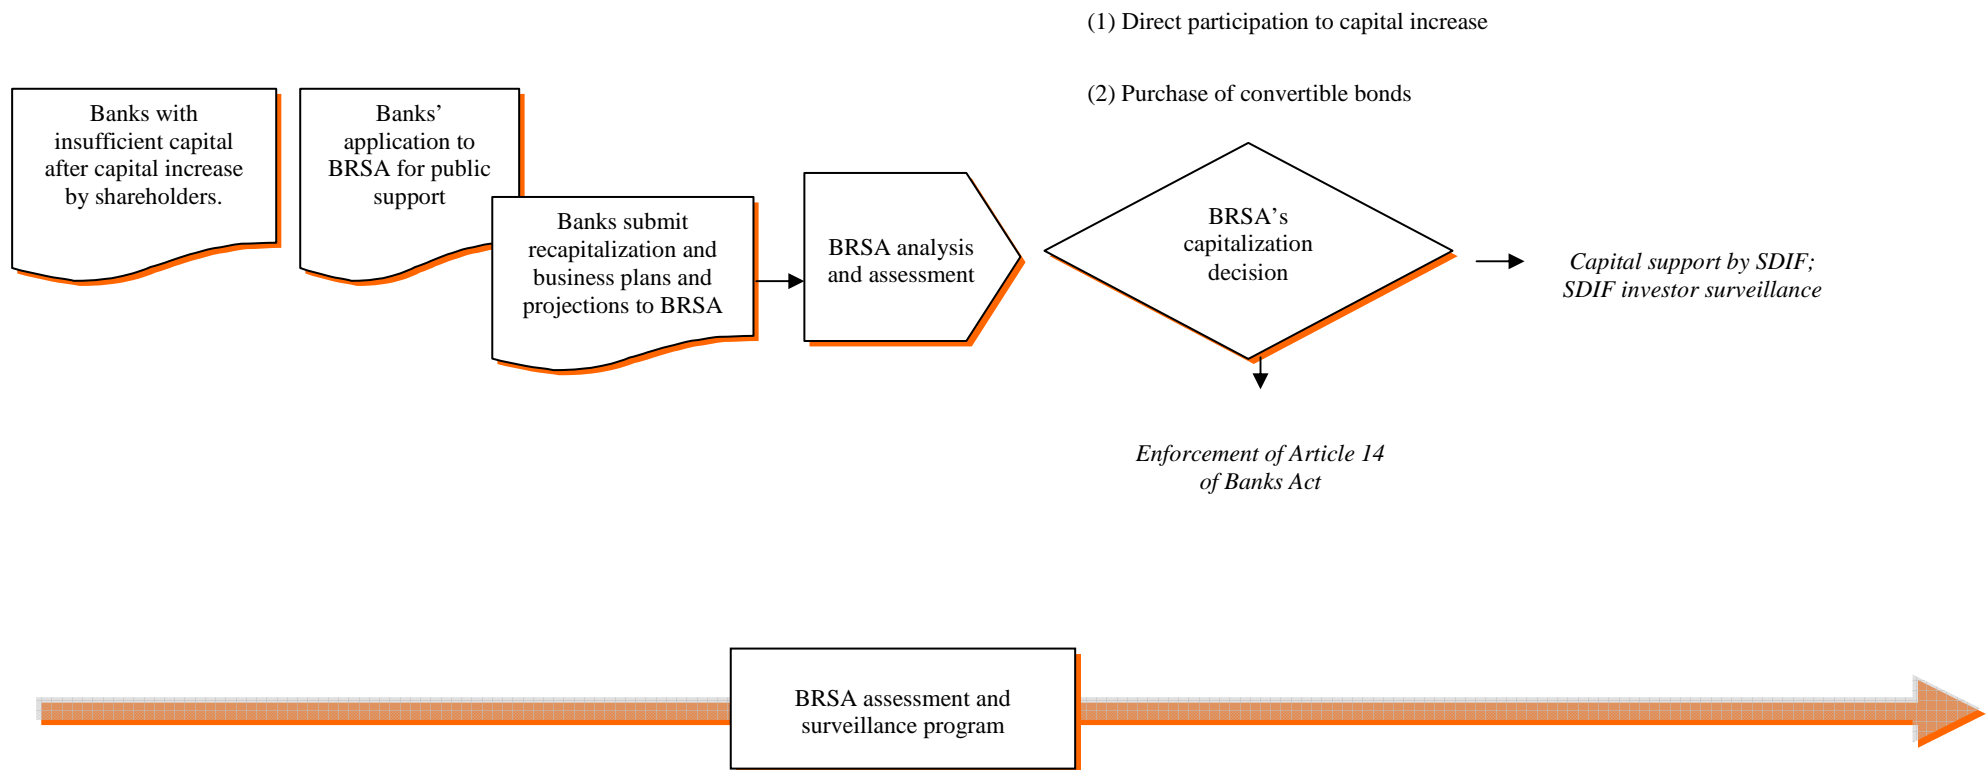 (1) Direct participation to capital increase
(2) Purchase of convertible bonds
Banks with
insufficient capital
after capital increase
by shareholders.
Banks’
application to
BRSA for public
support
Banks submit
recapitalization and
business plans and
projections to BRSA
BRSA analysis
and assessment
BRSA’s
capitalization
decision
Capital support by SDIF;
SDIF investor surveillance
Enforcement of Article 14
of Banks Act
BRSA assessment and
surveillance program